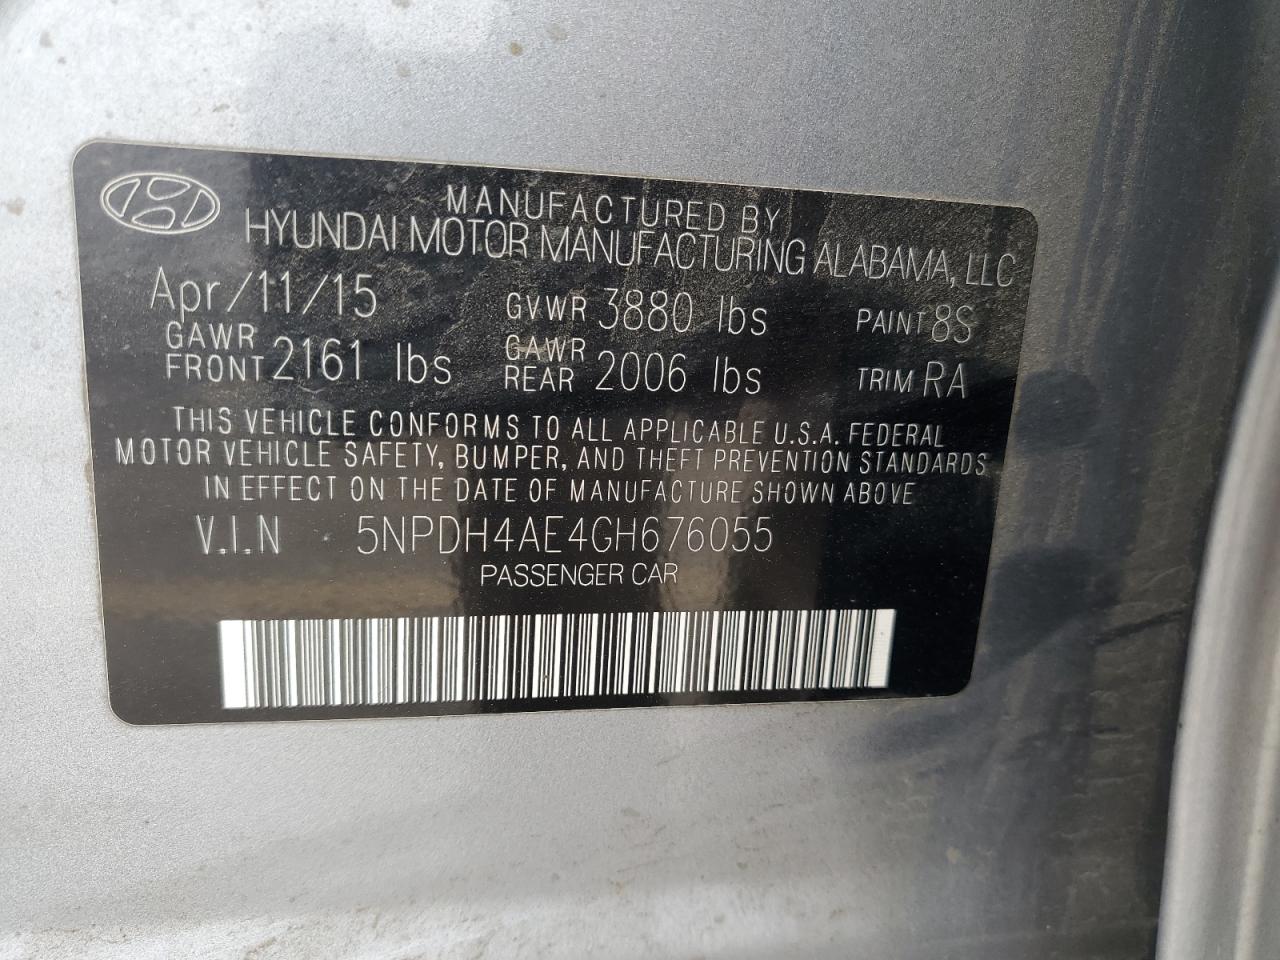 MANUFACTURED BY
HYUNDAI MOTOR MANUFACTURING ALABAMA, LLC
Apr/11/15 GVWR 3880 lbs PAINT 8S
GAWR FRONT 2161 lbs GAWR REAR 2006 lbs TRIM RA
THIS VEHICLE CONFORMS TO ALL APPLICABLE U.S.A. FEDERAL
MOTOR VEHICLE SAFETY, BUMPER, AND THEFT PREVENTION STANDARDS
IN EFFECT ON THE DATE OF MANUFACTURE SHOWN ABOVE
V.I.N 5NPDH4AE4GH676055
PASSENGER CAR